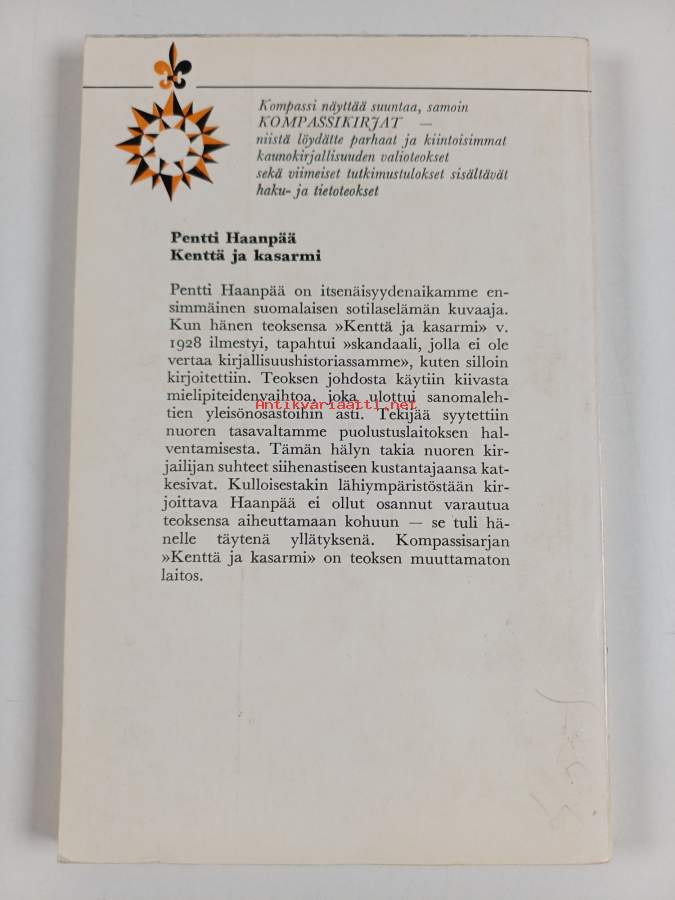 Kompassi näyttää suuntaa, samoin
KOMPASSIKIRJAT —
niistä löydätte parhaat ja kiintoisimmat
kaunokirjallisuuden valioteokset
sekä viimeiset tutkimustulokset sisältävät
haku- ja tietoteokset
Pentti Haanpää
Kenttä ja kasarmi
Pentti Haanpää on itsenäisyydenaikamme en-
simmäinen suomalaisen sotilaselämän kuvaaja.
Kun hänen teoksensa »Kenttä ja kasarmi» v.
1928 ilmestyi, tapahtui »skandaali, jolla ei ole
vertaa kirjallisuushistoriassamme», kuten silloin
kirjoitettiin. Teoksen johdosta käytiin kiivasta
mielipiteidenvaihtoa, joka ulottui sanomaleh-
Antikvariaatti.net
tien yleisönosastoihin asti. Tekijää syytettiin
nuoren tasavaltamme puolustuslaitoksen hal-
ventamisesta. Tämän hälyn takia nuoren kir-
jailijan suhteet siihenastiseen kustantajaansa kat-
kesivat. Kulloisestakin lähiympäristöstään kir-
joittava Haanpää ei ollut osannut varautua
teoksensa aiheuttamaan kohuun — se tuli hä-
nelle täytenä yllätyksenä. Kompassisarjan
»Kenttä ja kasarmi» on teoksen muuttamaton
laitos.